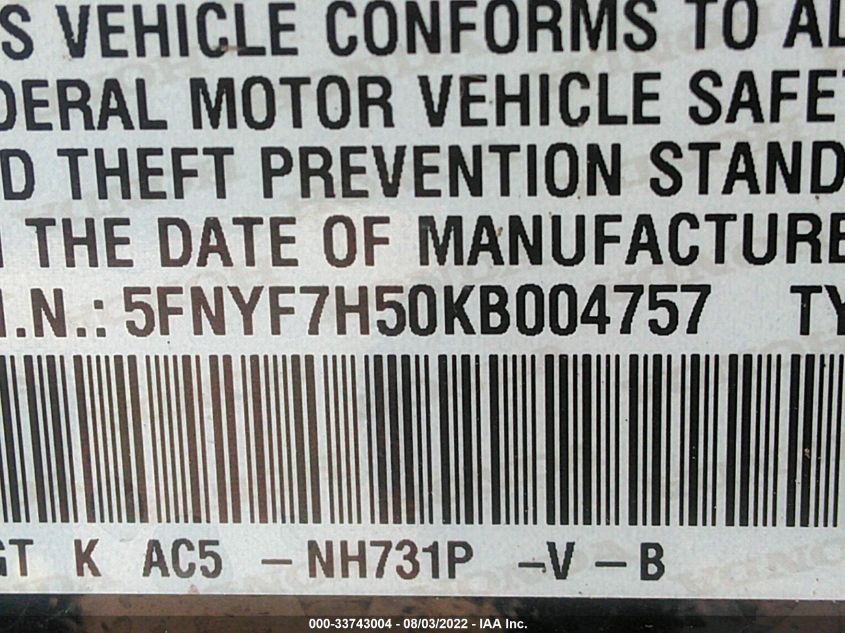 S VEHICLE CONFORMS TO AL
DERAL MOTOR VEHICLE SAFET
D THEFT PREVENTION STAND
THE DATE OF MANUFACTURE
I.N.: 5FNYF7H50KB004757 TY
GT K AC5 -NH731P -V-B
000-33743004 - 08/03/2022 - IAA Inc.